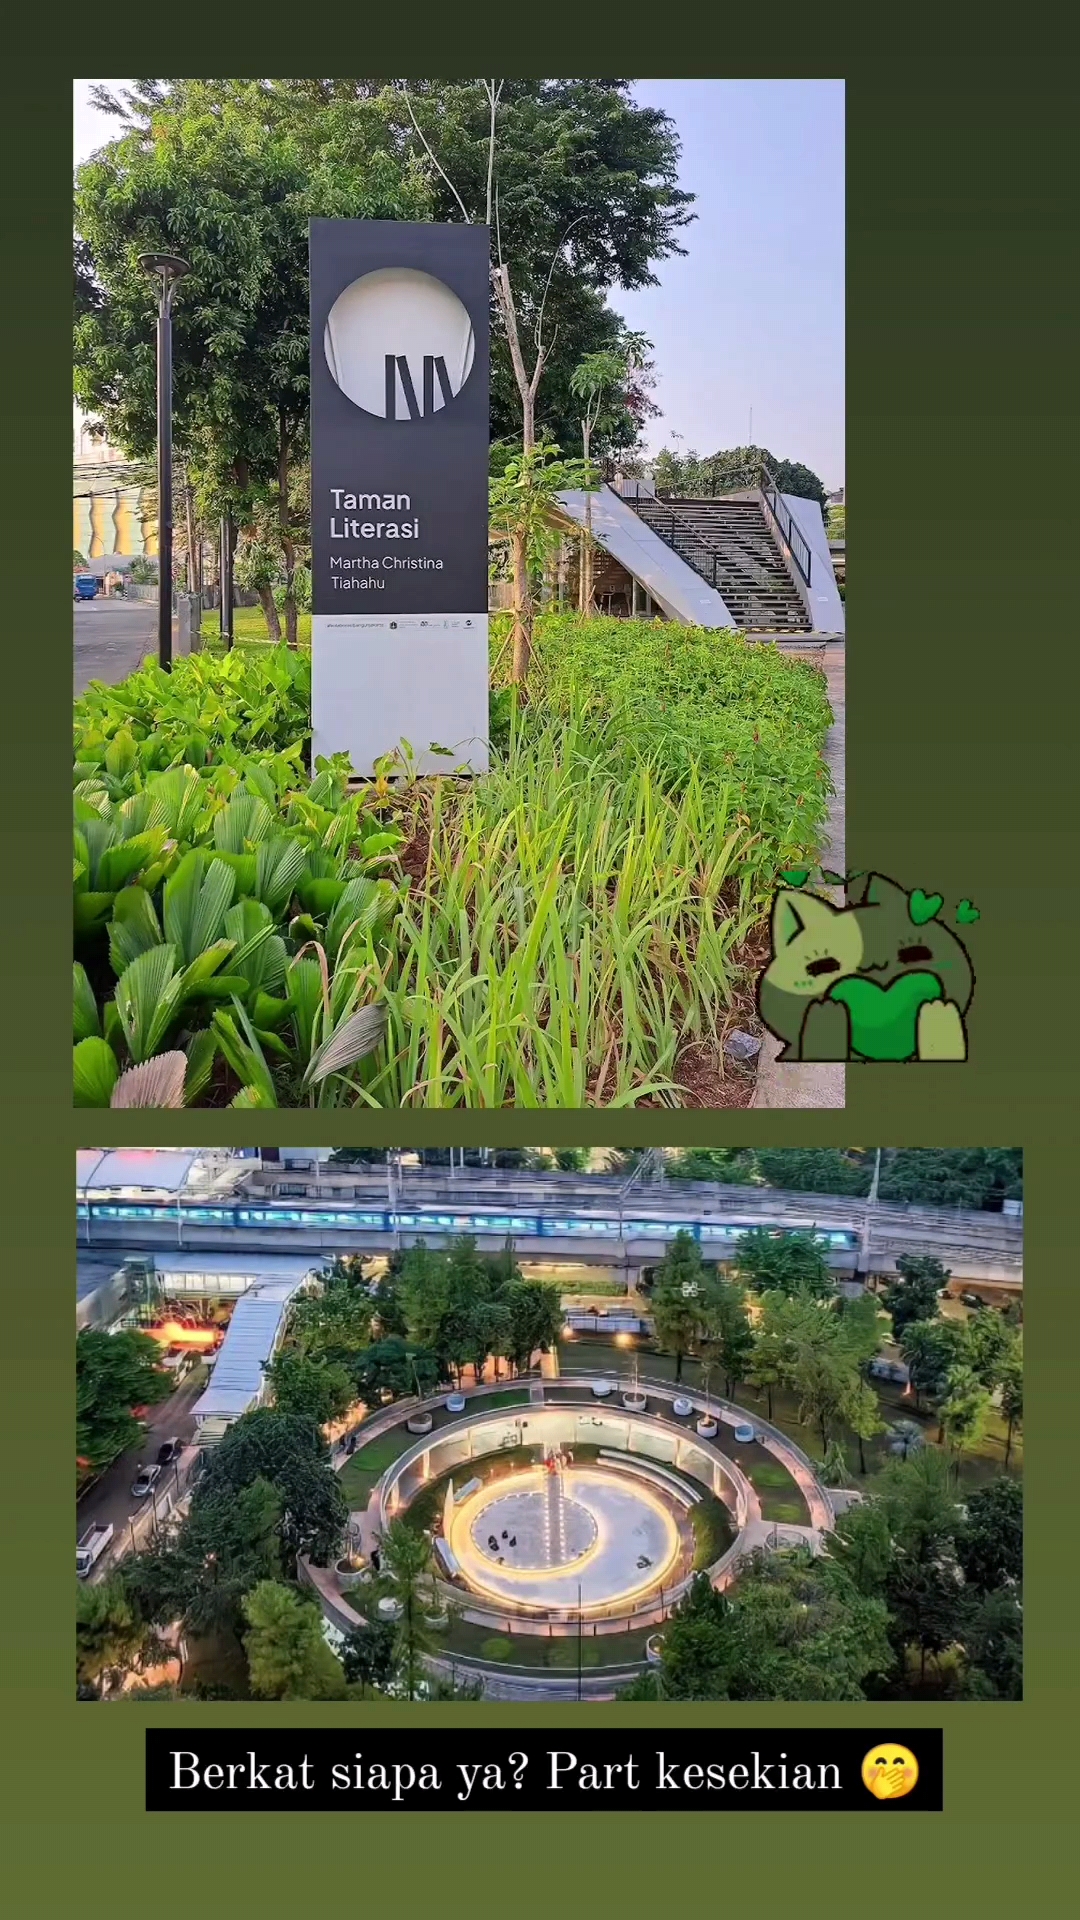 Taman
Literasi
Martha Christina
Tiahahu
Berkat siapa ya? Part kesekian 🤭